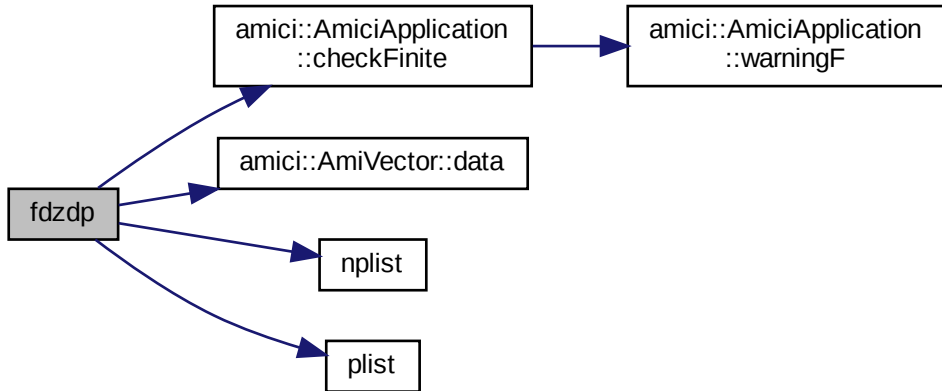 amici::AmiciApplication
::checkFinite
amici::AmiciApplication
::warningF
amici::AmiVector::data
fdzdp
nplist
plist